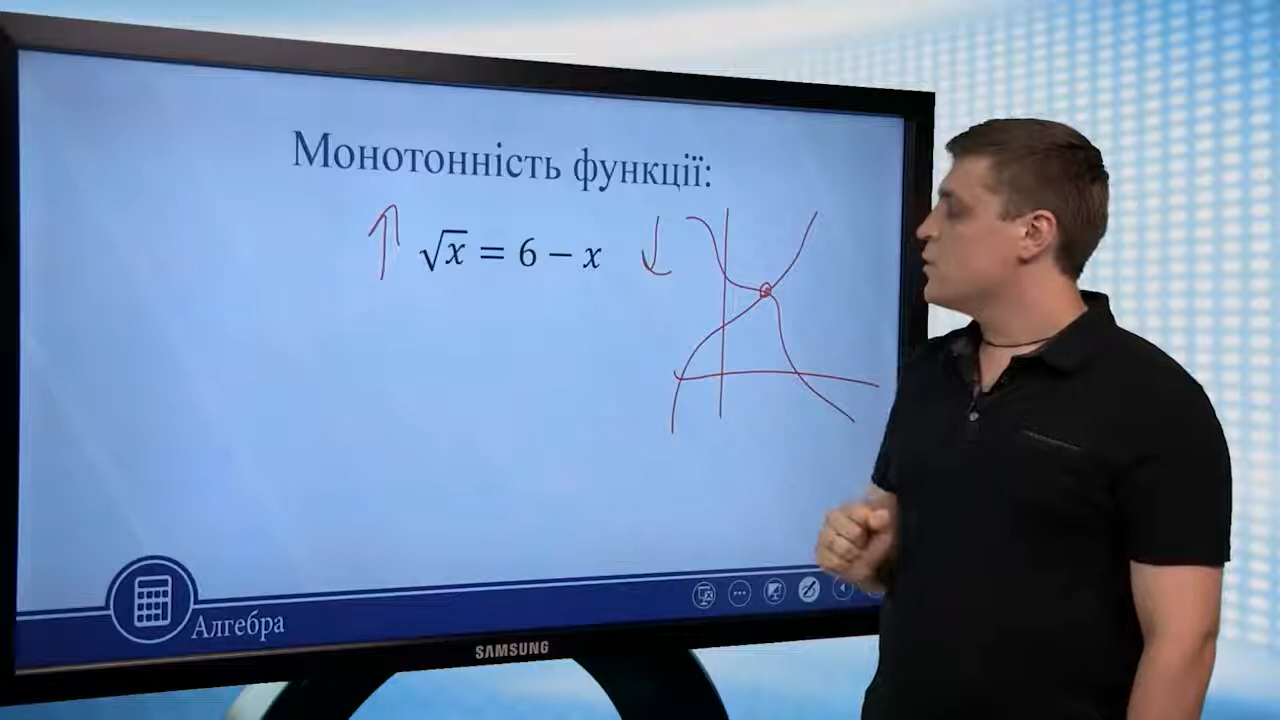 Монотонність функції:
√x = 6 − x
Алгебра
SAMSUNG